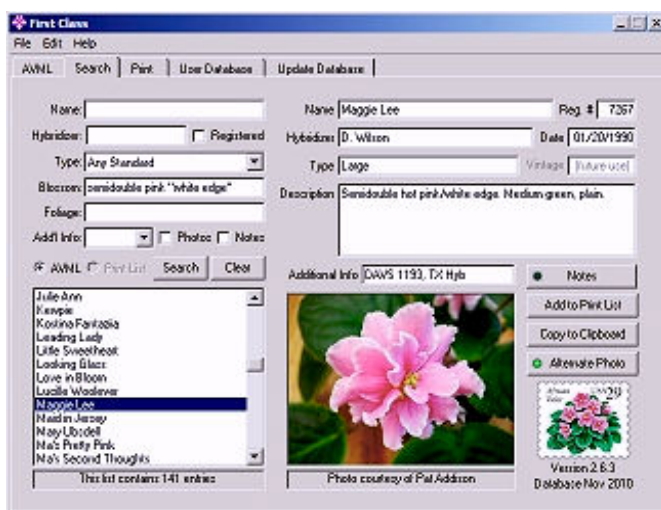 First Class
File Edit Help
AVML Search Print User Database Update Database
Name:
Hybridizer: Registered
Type: Any Standard
Blossom: semidouble pink "white edge"
Foliage:
Add'l Info: Photos Notes
AVML Print List Search Clear
Julie Ann
Kewpie
Kostina Fantazia
Leading Lady
Little Sweetheart
Looking Glass
Love in Bloom
Lucille Woolever
Maggie Lee
Maid in Jersey
Mary Ubsdell
Ma's Pretty Pink
Ma's Second Thoughts
This list contains 141 entries
Name Maggie Lee Reg. # 7367
Hybridizer D. Wilson Date 01/20/1990
Type Large Vintage (future use)
Description Semidouble hot pink/white edge. Medium green, plain.
Additional Info DAVS 1193, TX Hyb
Notes
Add to Print List
Copy to Clipboard
Alternate Photo
29
Photo courtesy of Pat Addison
Version 2.6.3
Database Nov 2010